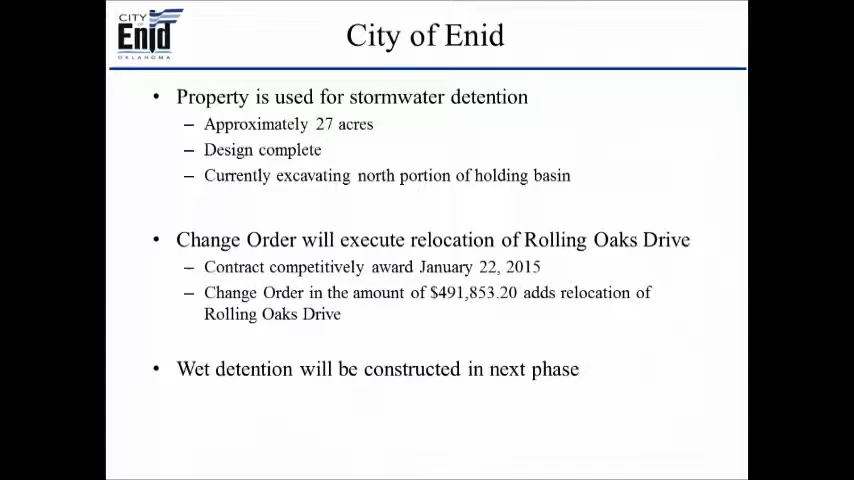 CITY
OF
Enid
OKLAHOMA
City of Enid
• Property is used for stormwater detention
– Approximately 27 acres
– Design complete
– Currently excavating north portion of holding basin
• Change Order will execute relocation of Rolling Oaks Drive
– Contract competitively award January 22, 2015
– Change Order in the amount of $491,853.20 adds relocation of
Rolling Oaks Drive
• Wet detention will be constructed in next phase